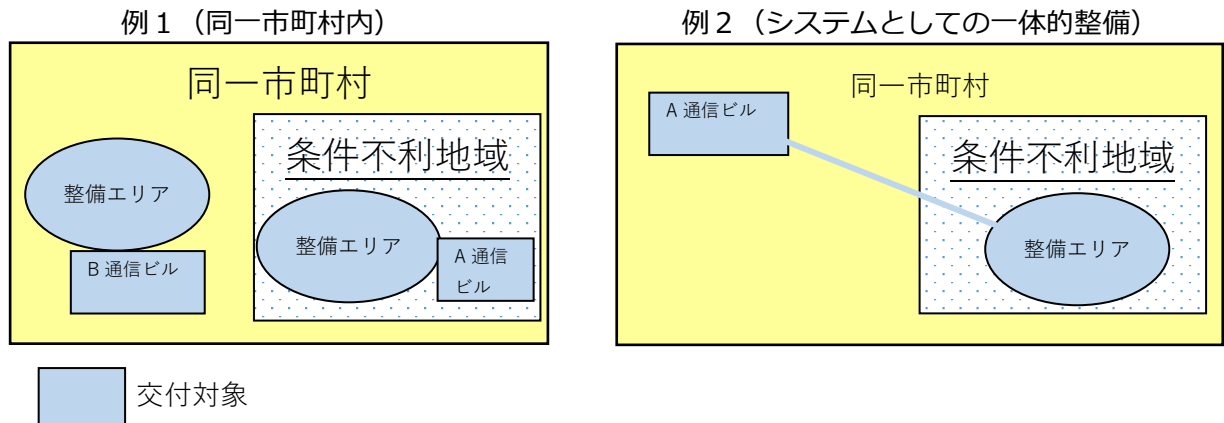 例１（同一市町村内）
同一市町村
条件不利地域
整備エリア
整備エリア
B 通信ビル
A 通信
ビル
例２（システムとしての一体的整備）
同一市町村
A 通信ビル
条件不利地域
整備エリア
交付対象